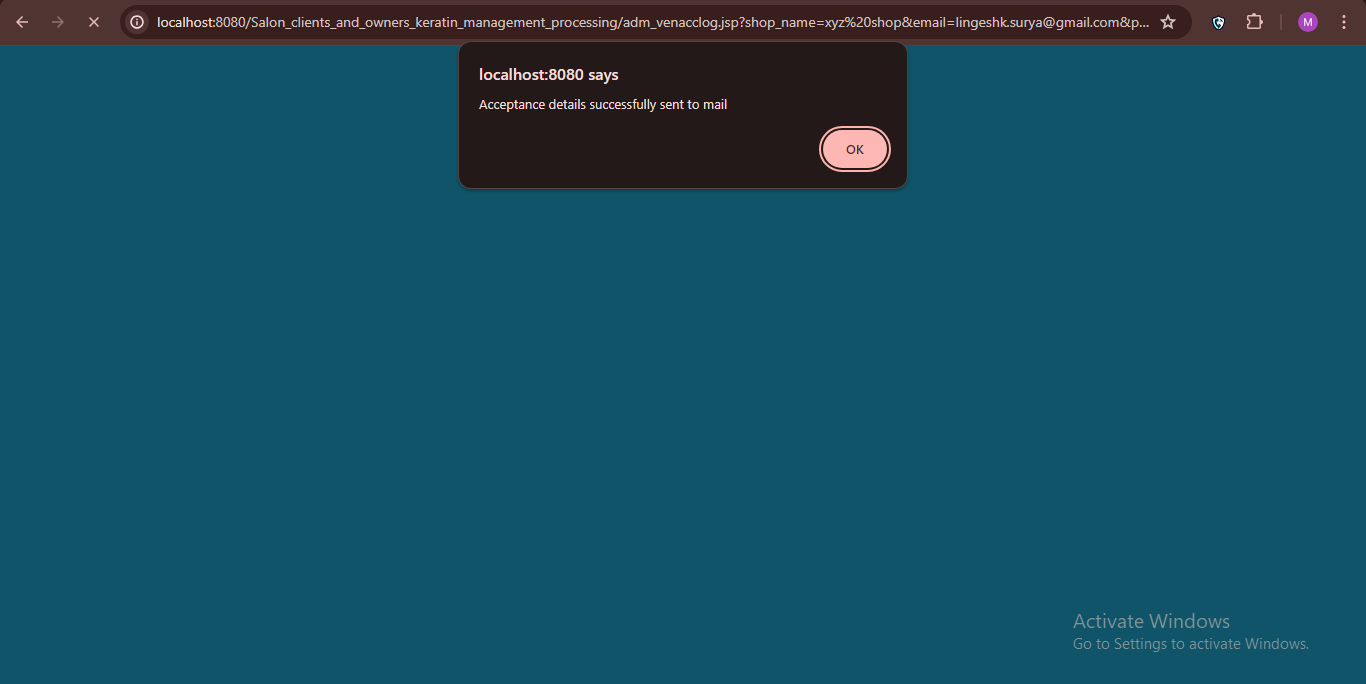 localhost:8080/Salon_clients_and_owners_keratin_management_processing/adm_venacclog.jsp?shop_name=xyz%20shop&email=lingeshk.surya@gmail.com&p...
M
localhost:8080 says
Acceptance details successfully sent to mail
OK
Activate Windows
Go to Settings to activate Windows.